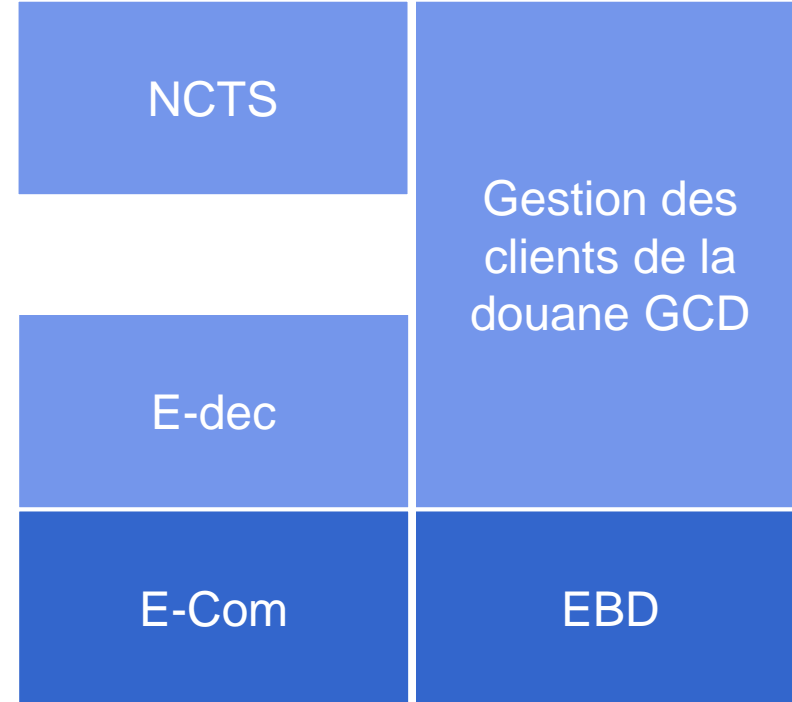 NCTS
Gestion des
clients de la
douane GCD
E-dec
E-Com
EBD